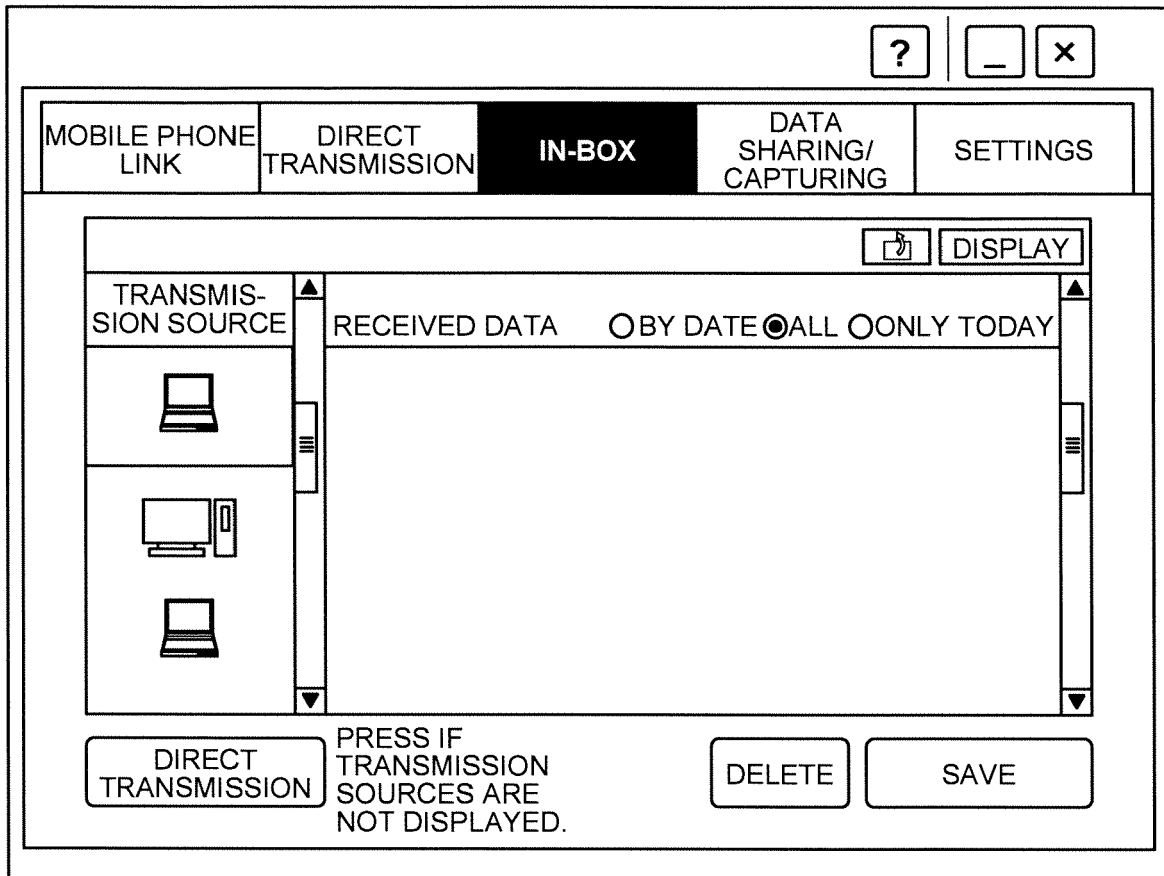 ? _ ×
MOBILE PHONE
LINK
DIRECT
TRANSMISSION
IN-BOX
DATA
SHARING/
CAPTURING
SETTINGS
DISPLAY
TRANSMIS-
SION SOURCE
RECEIVED DATA BY DATE ALL ONLY TODAY
DIRECT
TRANSMISSION
PRESS IF
TRANSMISSION
SOURCES ARE
NOT DISPLAYED.
DELETE
SAVE